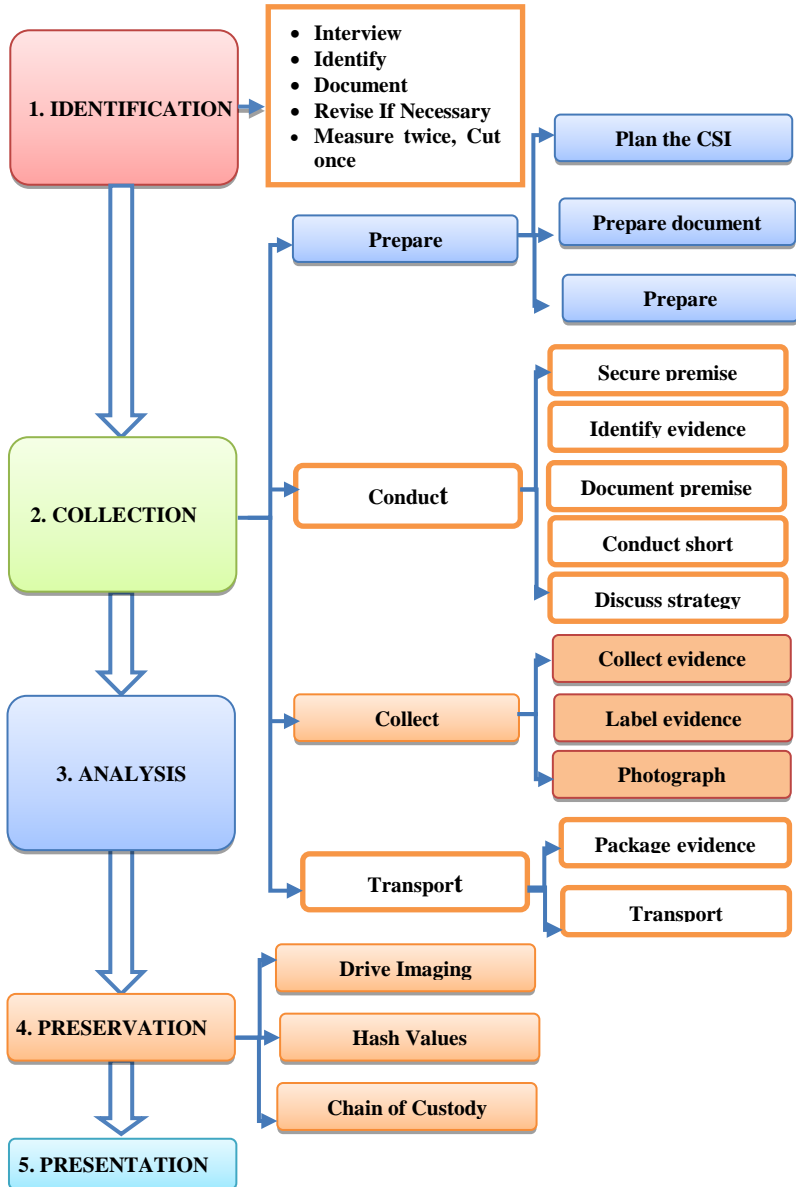 1. IDENTIFICATION
• Interview
• Identify
• Document
• Revise If Necessary
• Measure twice, Cut
once
Prepare
Plan the CSI
Prepare document
Prepare
2. COLLECTION
Conduct
Secure premise
Identify evidence
Document premise
Conduct short
Discuss strategy
Collect
Collect evidence
Label evidence
Photograph
3. ANALYSIS
Transport
Package evidence
Transport
4. PRESERVATION
Drive Imaging
Hash Values
Chain of Custody
5. PRESENTATION